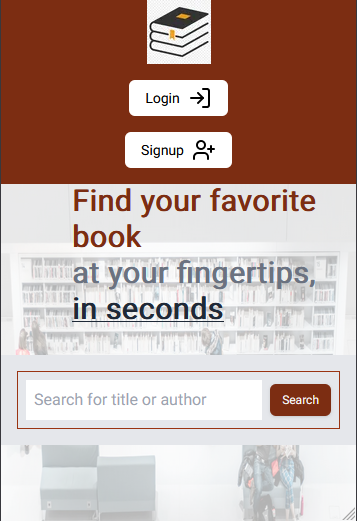 Login
Signup
Find your favorite
book
at your fingertips,
in seconds
Search for title or author
Search